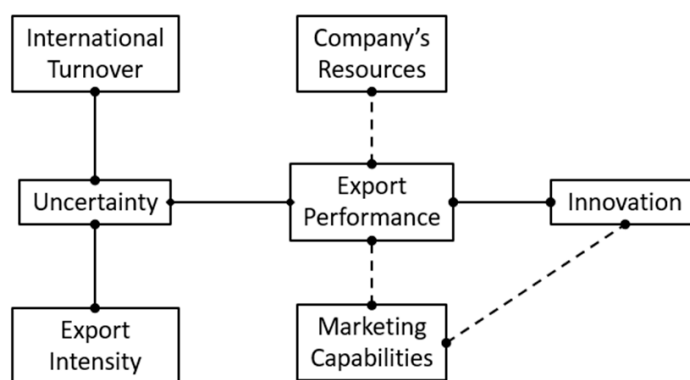 International
Turnover
Company's
Resources
Uncertainty
Export
Performance
Innovation
Export
Intensity
Marketing
Capabilities